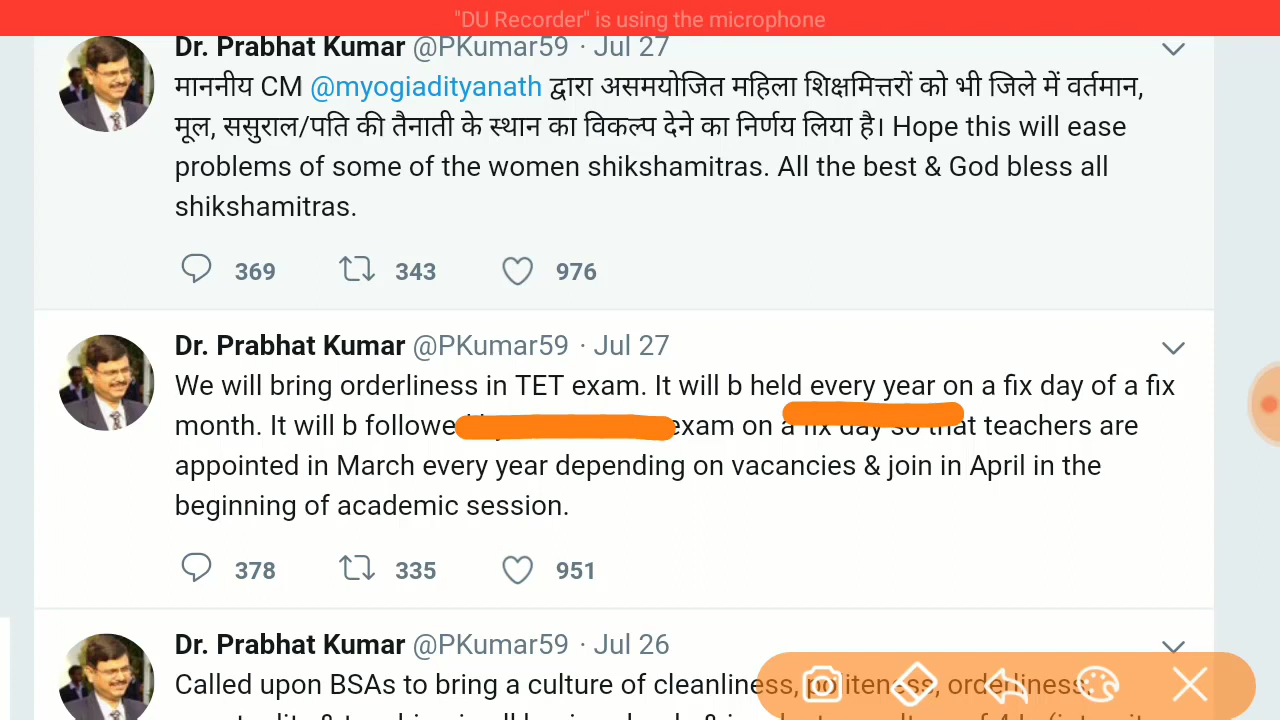 "DU Recorder" is using the microphone
Dr. Prabhat Kumar @PKumar59 · Jul 27
माननीय CM @myogiadityanath द्वारा असमयोजित महिला शिक्षमित्तरों को भी जिले में वर्तमान,
मूल, ससुराल/पति की तैनाती के स्थान का विकल्प देने का निर्णय लिया है। Hope this will ease
problems of some of the women shikshamitras. All the best & God bless all
shikshamitras.
369 343 976
Dr. Prabhat Kumar @PKumar59 · Jul 27
We will bring orderliness in TET exam. It will b held every year on a fix day of a fix
month. It will b followe exam on a fix day so that teachers are
appointed in March every year depending on vacancies & join in April in the
beginning of academic session.
378 335 951
Dr. Prabhat Kumar @PKumar59 · Jul 26
Called upon BSAs to bring a culture of cleanliness, politeness, orderliness,